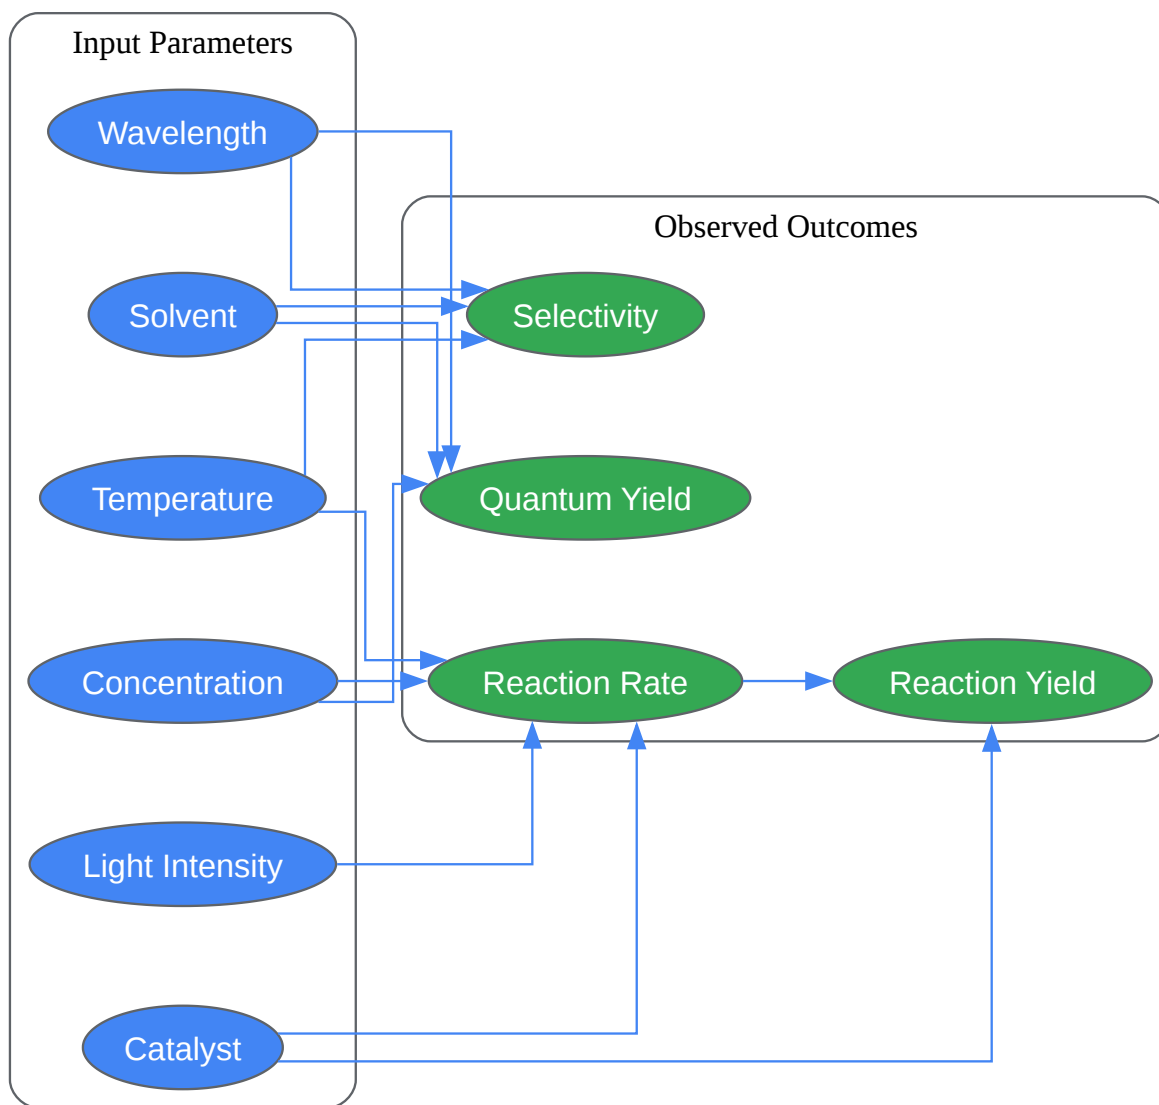 Input Parameters
Wavelength
Observed Outcomes
Solvent
Selectivity
Temperature
Quantum Yield
Concentration
Reaction Rate
Reaction Yield
Light Intensity
Catalyst